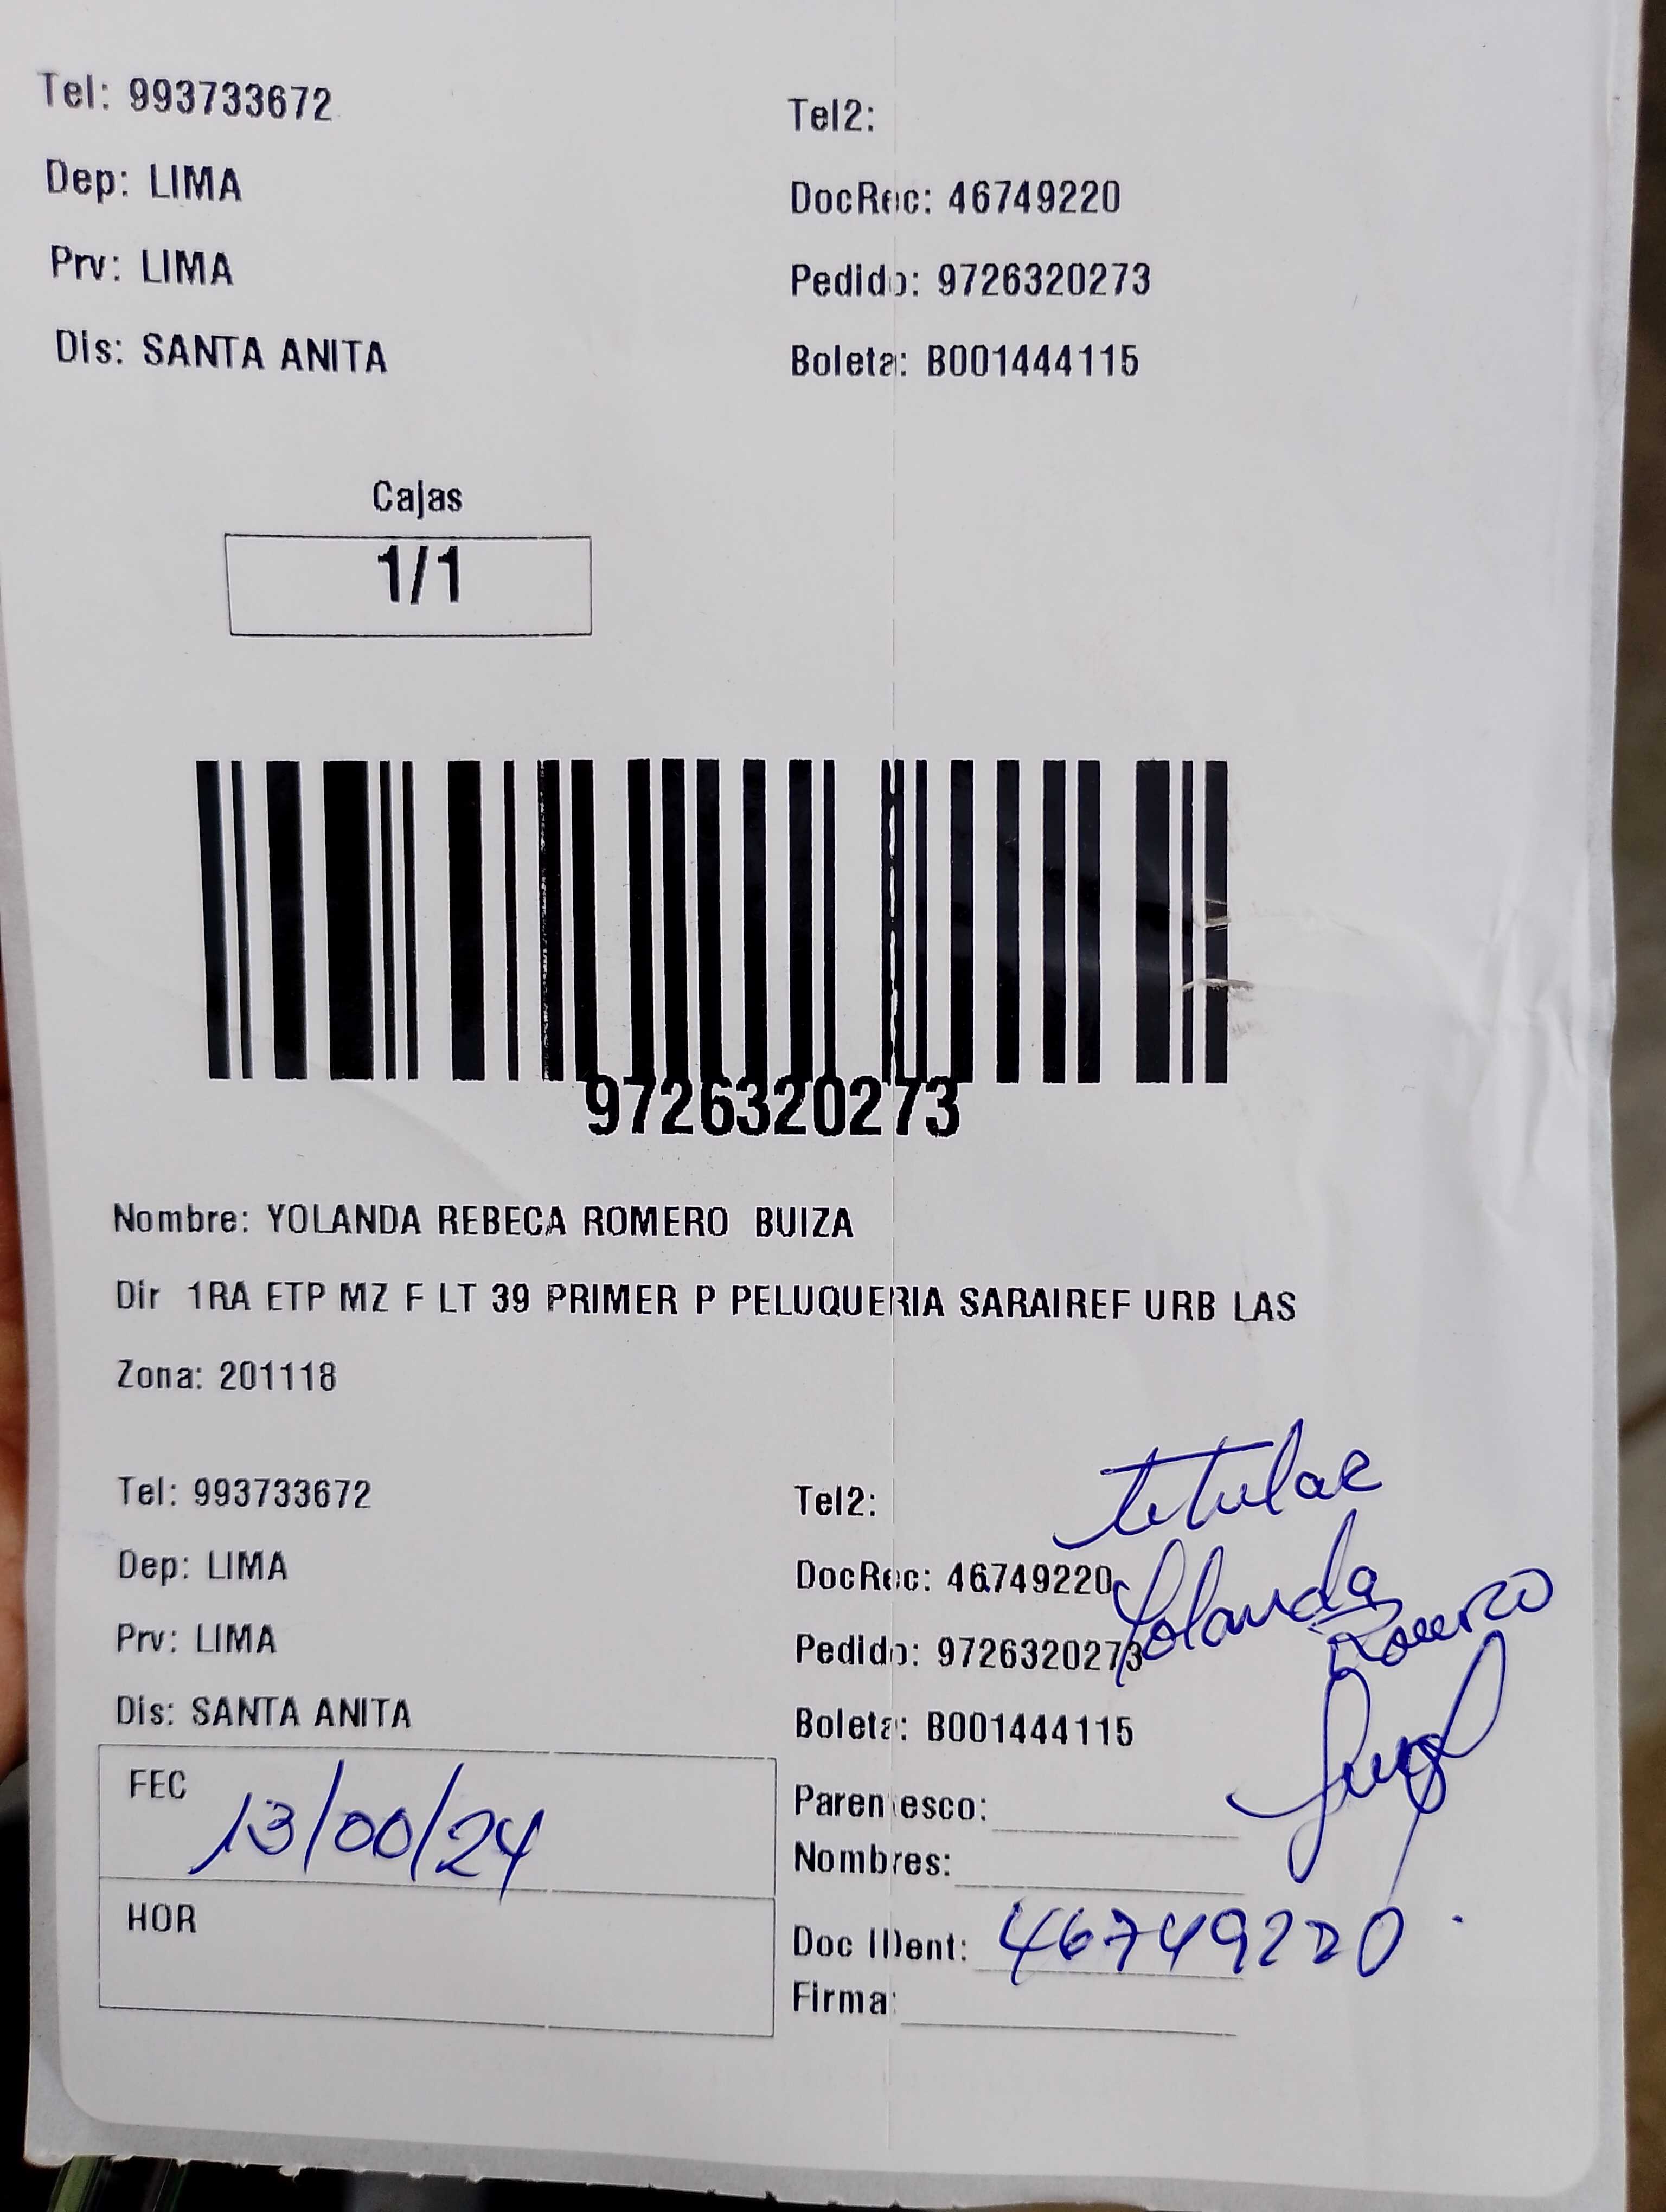 Tel: 993733672
Tel2:
Dep: LIMA
DocRec: 46749220
Prv: LIMA
Pedido: 9726320273
Dis: SANTA ANITA
Boleta: B001444115
Cajas
1/1
9726320273
Nombre: YOLANDA REBECA ROMERO BUIZA
Dir 1RA ETP MZ F LT 39 PRIMER P PELUQUERIA SARAIREF URB LAS
Zona: 201118
titular
Tel: 993733672
Tel2:
Dep: LIMA
DocRec: 46749220
Yolanda
Romero
Prv: LIMA
Pedido: 9726320273
Dis: SANTA ANITA
Boleta: B001444115
FEC 13/00/24
Parentesco:
Nombres:
HOR
Doc IDent: 46749220
Firma: